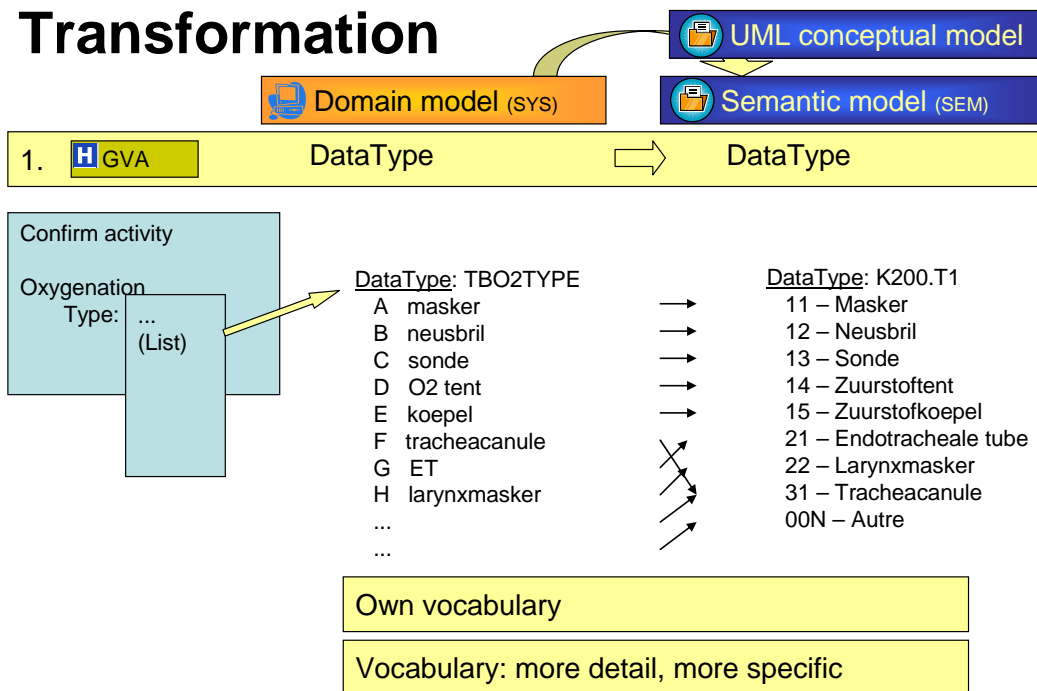 Transformation
UML conceptual model
Domain model (SYS)
Semantic model (SEM)
1. H GVA DataType DataType
Confirm activity
Oxygenation
Type: ...
(List)
DataType: TBO2TYPE
A masker
B neusbril
C sonde
D O2 tent
E koepel
F tracheacanule
G ET
H larynxmasker
...
...
DataType: K200.T1
11 – Masker
12 – Neusbril
13 – Sonde
14 – Zuurstoftent
15 – Zuurstofkoepel
21 – Endotracheale tube
22 – Larynxmasker
31 – Tracheacanule
00N – Autre
Own vocabulary
Vocabulary: more detail, more specific